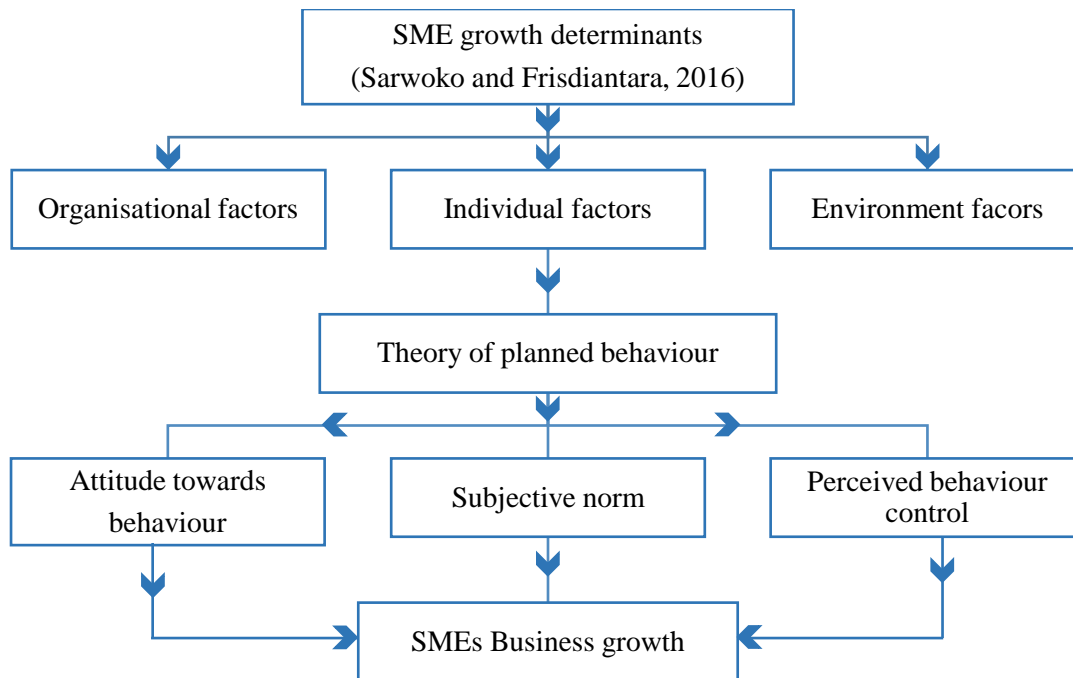 SME growth determinants
(Sarwoko and Frisdiantara, 2016)
Organisational factors
Individual factors
Environment facors
Theory of planned behaviour
Attitude towards
behaviour
Subjective norm
Perceived behaviour
control
SMEs Business growth